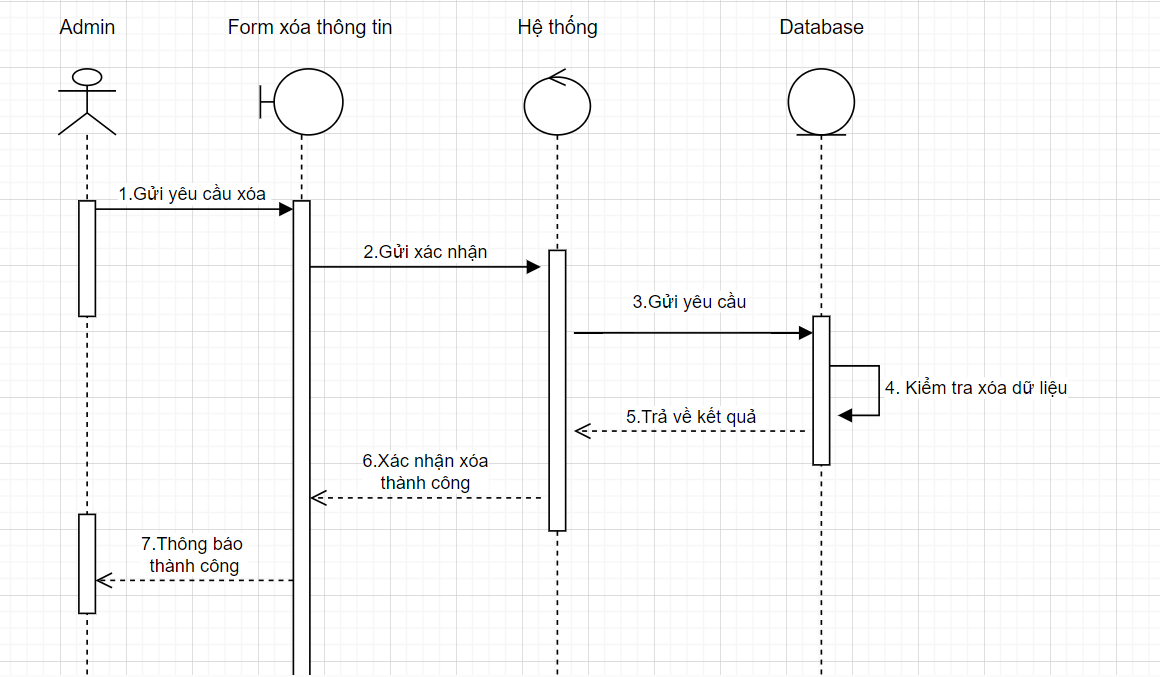 Admin
Form xóa thông tin
Hệ thống
Database
1.Gửi yêu cầu xóa
2.Gửi xác nhận
3.Gửi yêu cầu
4. Kiểm tra xóa dữ liệu
5.Trả về kết quả
6.Xác nhận xóa
thành công
7.Thông báo
thành công